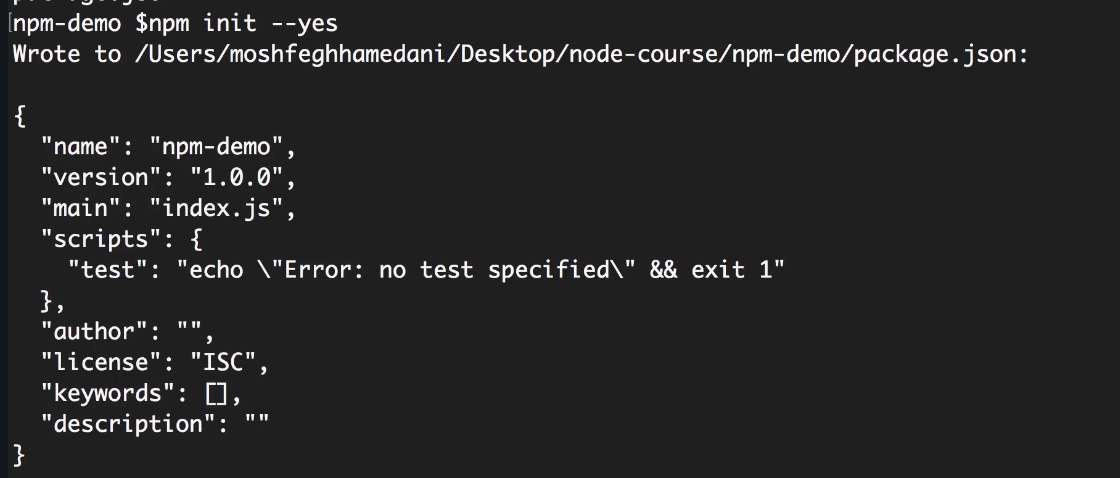 npm-demo $npm init --yes
Wrote to /Users/moshfeghhamedani/Desktop/node-course/npm-demo/package.json:
{
"name": "npm-demo",
"version": "1.0.0",
"main": "index.js",
"scripts": {
"test": "echo \"Error: no test specified\" && exit 1"
},
"author": "",
"license": "ISC",
"keywords": [],
"description": ""
}